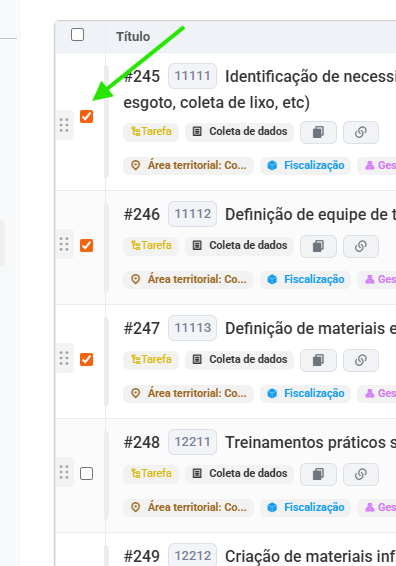 Título
#245 11111 Identificação de necessi
esgoto, coleta de lixo, etc)
Tarefa Coleta de dados
Área territorial: Co... Fiscalização Ges
#246 11112 Definição de equipe de t
Tarefa Coleta de dados
Área territorial: Co... Fiscalização Ges
#247 11113 Definição de materiais e
Tarefa Coleta de dados
Área territorial: Co... Fiscalização Ges
#248 12211 Treinamentos práticos s
Tarefa Coleta de dados
Área territorial: Co... Fiscalização Ges
#249 12212 Criação de materiais inf